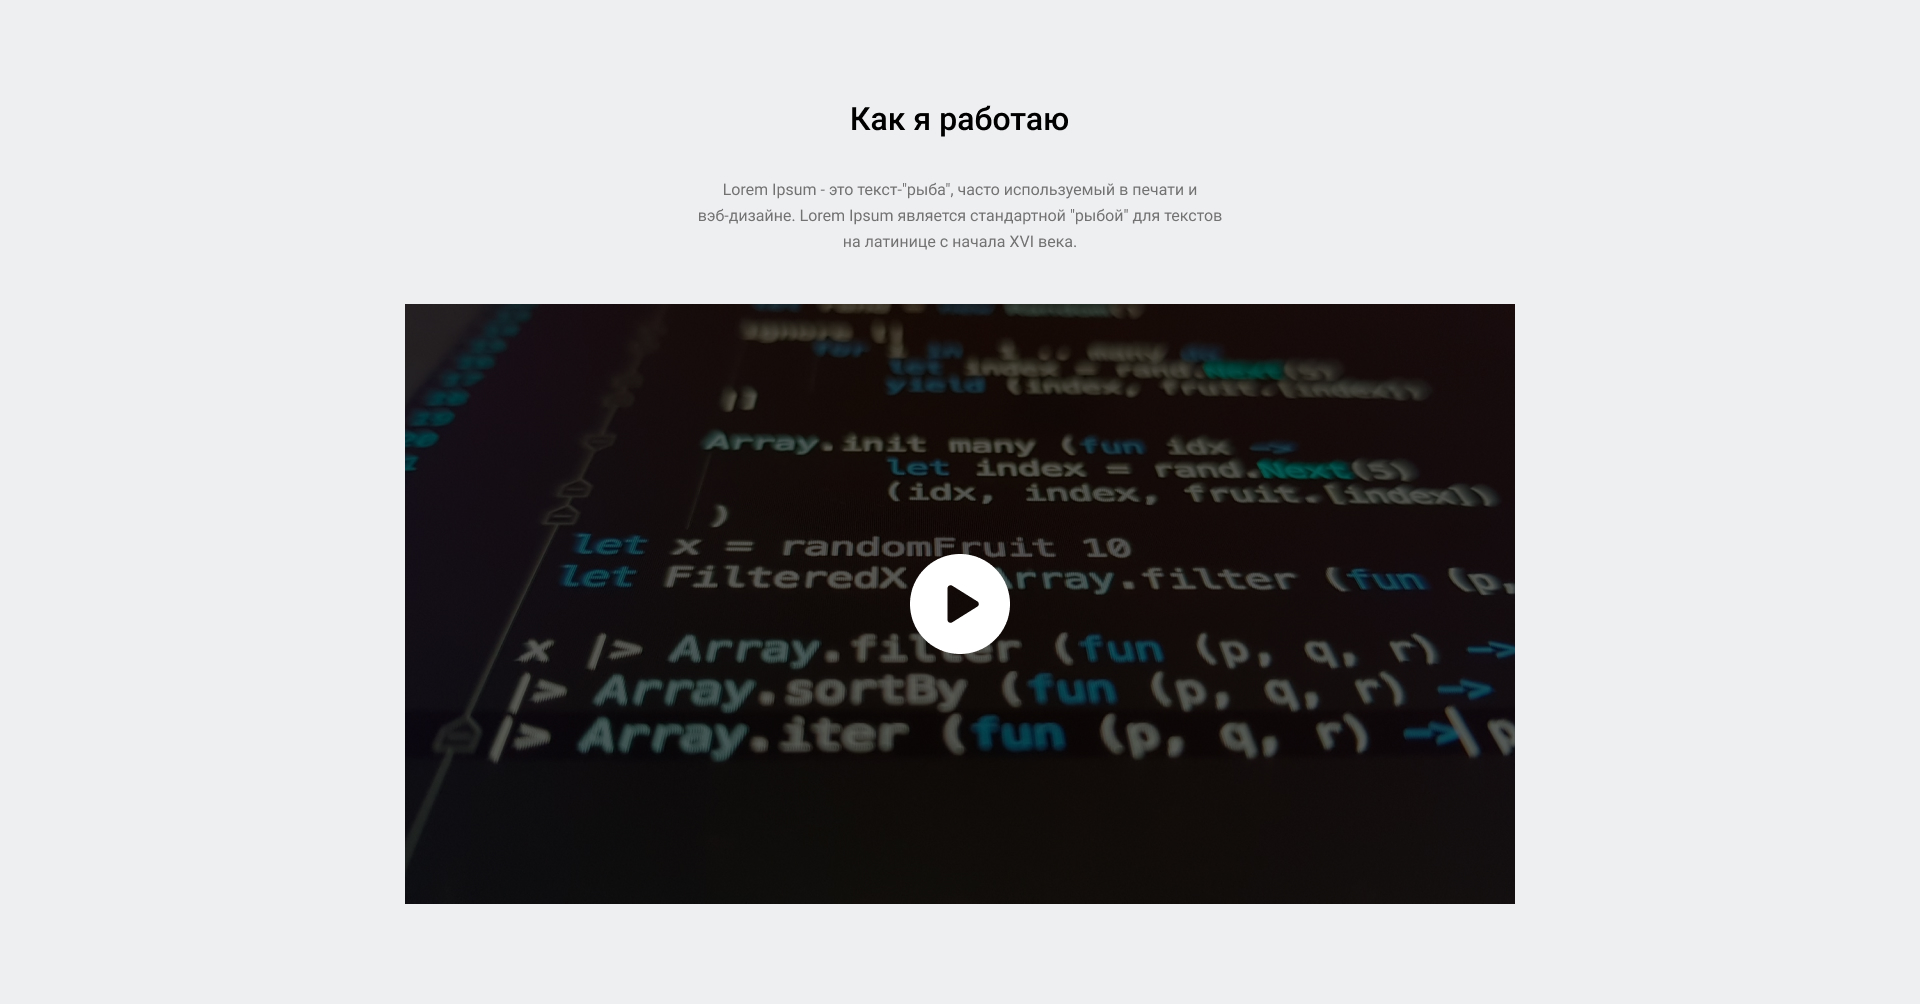 Как я работаю
Lorem Ipsum - это текст-"рыба", часто используемый в печати и
вэб-дизайне. Lorem Ipsum является стандартной "рыбой" для текстов
на латинице с начала XVI века.
for in 1 .. many do
let index = rand.Next(5)
yield (index, fruit.[index])
|]
Array.init many (fun idx ->
let index = rand.Next(5)
(idx, index, fruit.[index])
)
let x = randomFruit 10
let FilteredX Array.filter (fun (p,
x |> Array.filter (fun (p, q, r) ->
|> Array.sortBy (fun (p, q, r) ->
|> Array.iter (fun (p, q, r) -> p